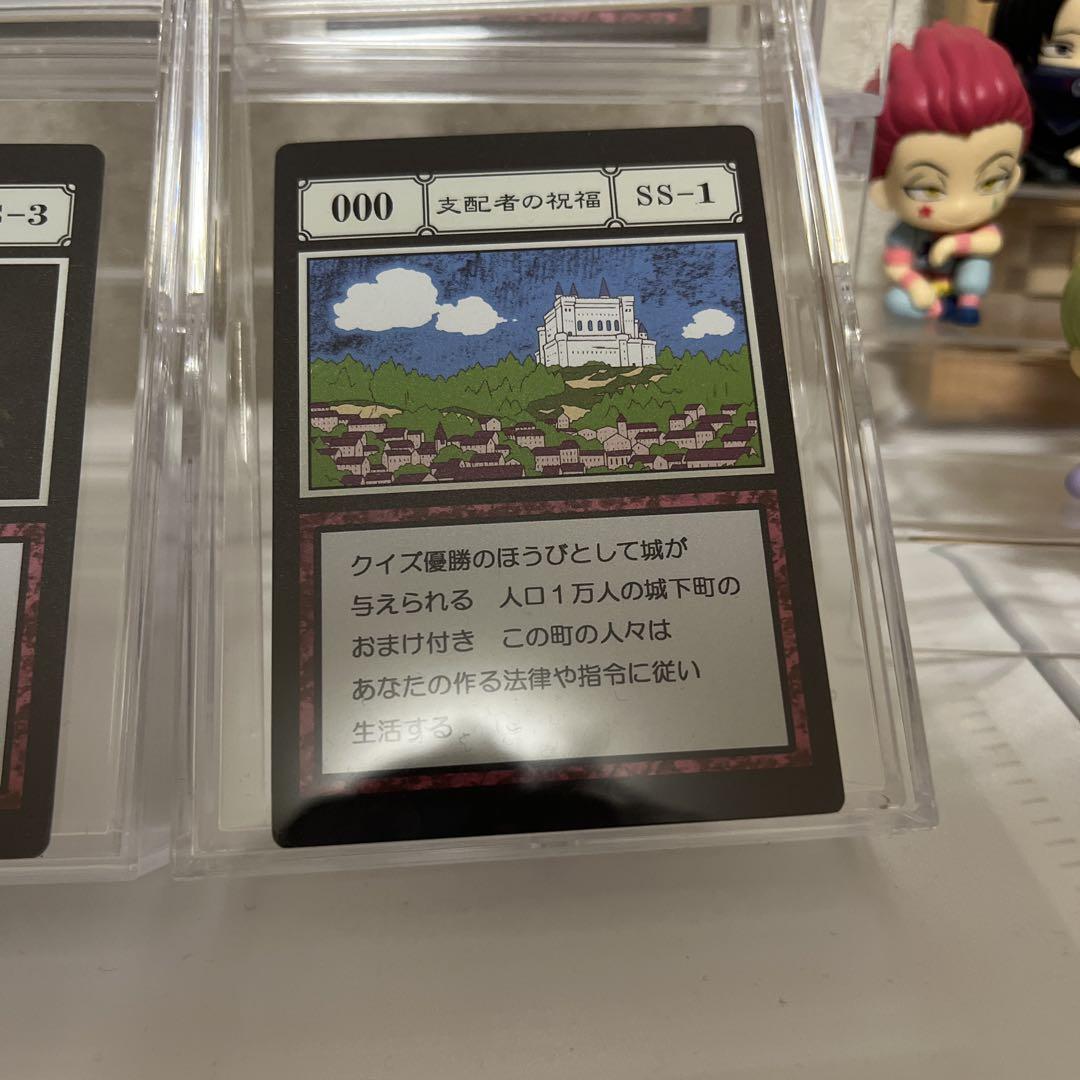 S-3
000
支配者の祝福
SS-1
クイズ優勝のほうびとして城が
与えられる　人口１万人の城下町の
おまけ付き　この町の人々は
あなたの作る法律や指令に従い
生活する